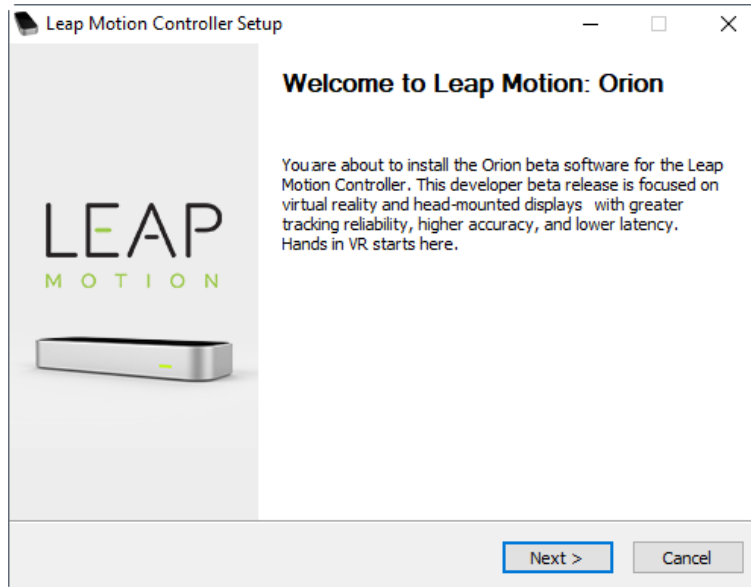 Leap Motion Controller Setup
Welcome to Leap Motion: Orion
You are about to install the Orion beta software for the Leap
Motion Controller. This developer beta release is focused on
virtual reality and head-mounted displays with greater
tracking reliability, higher accuracy, and lower latency.
Hands in VR starts here.
LEAP
MOTION
Next >
Cancel